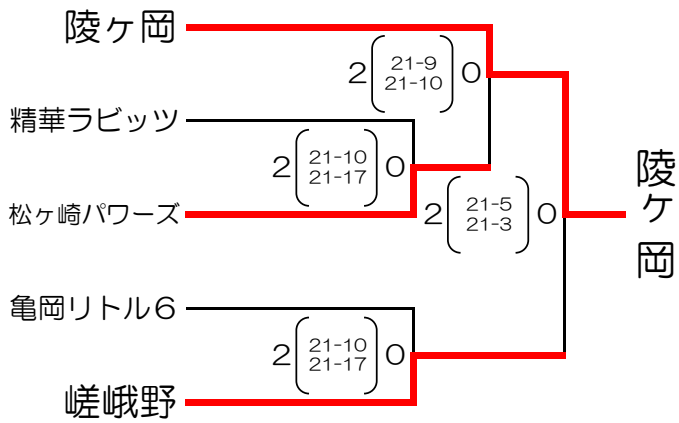 陵ヶ岡
2 21-9 0
21-10
精華ラビッツ
2 21-10 0
21-17
松ヶ崎パワーズ
2 21-5 0
21-3
陵ヶ岡
亀岡リトル6
2 21-10 0
21-17
嵯峨野